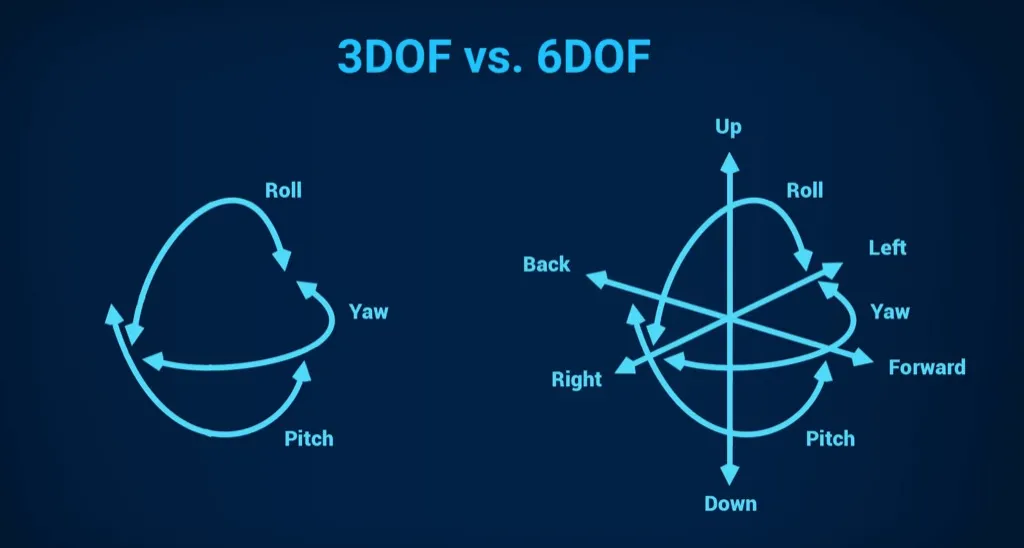 3DOF vs. 6DOF
Roll
Yaw
Pitch
Up
Roll
Left
Back
Yaw
Forward
Right
Pitch
Down